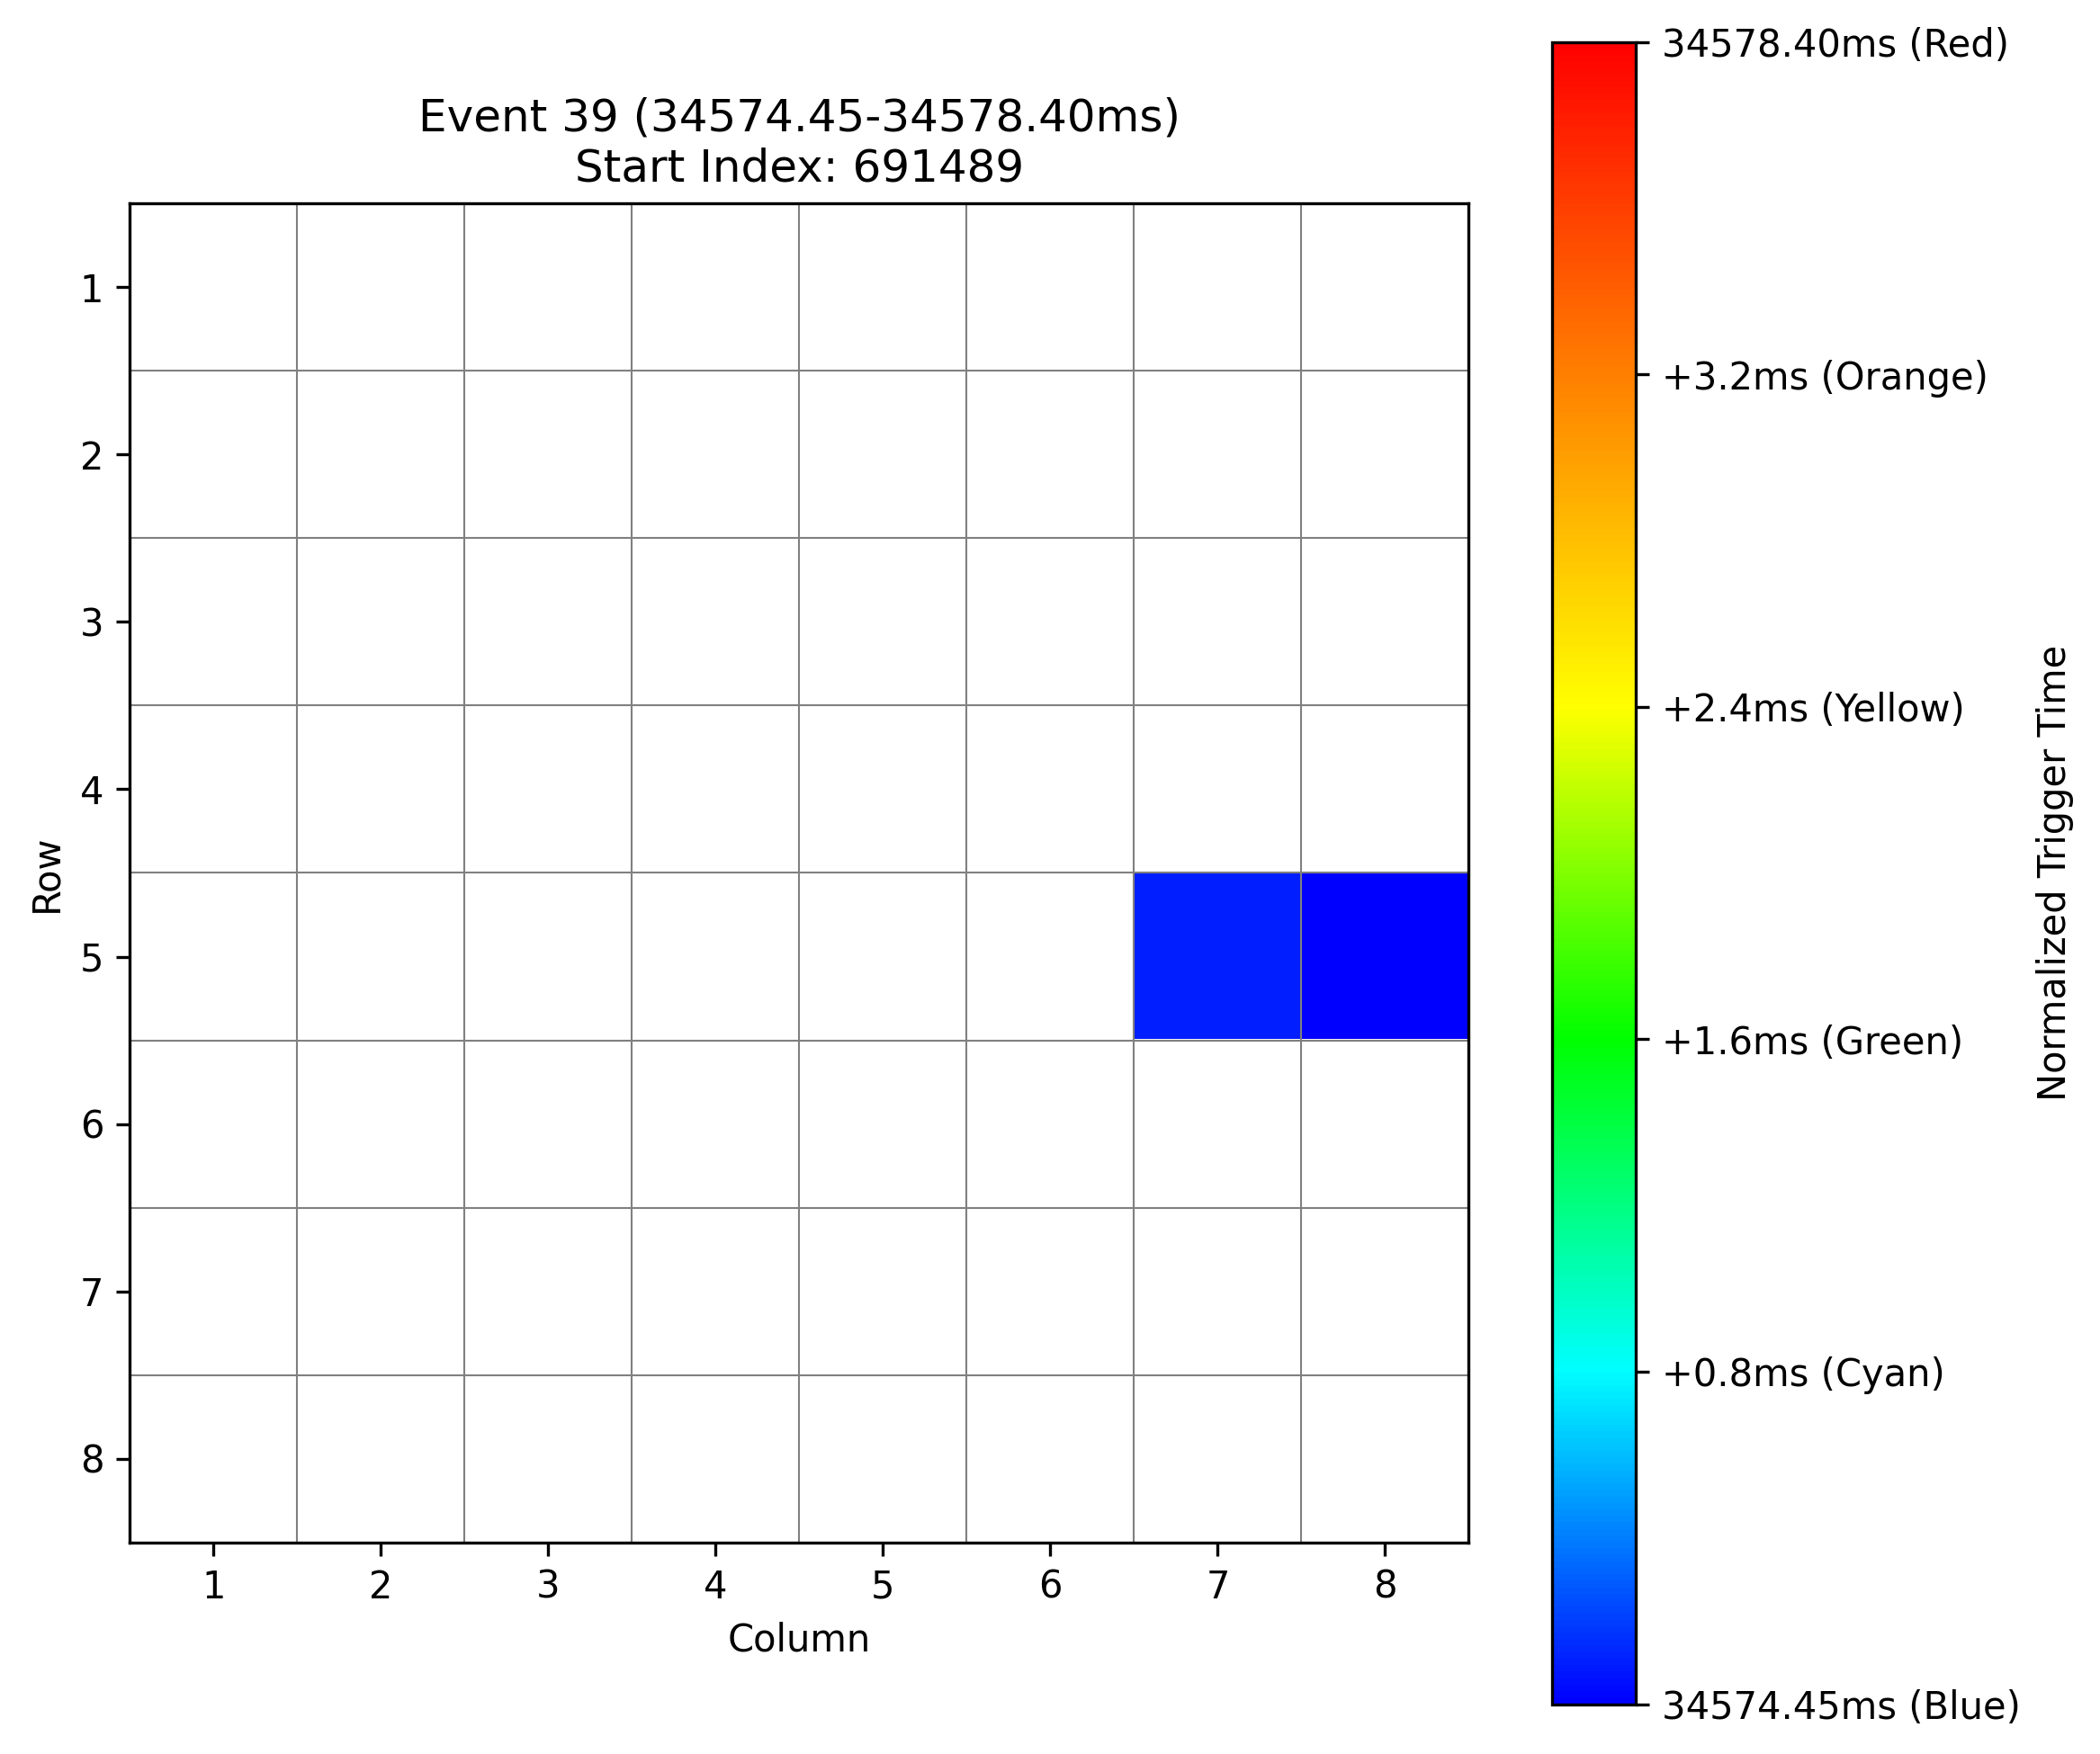 Event 39 (34574.45-34578.40ms)
Start Index: 691489
Row
1
2
3
4
5
6
7
8
1 2 3 4 5 6 7 8
Column
34578.40ms (Red)
+3.2ms (Orange)
+2.4ms (Yellow)
+1.6ms (Green)
+0.8ms (Cyan)
34574.45ms (Blue)
Normalized Trigger Time